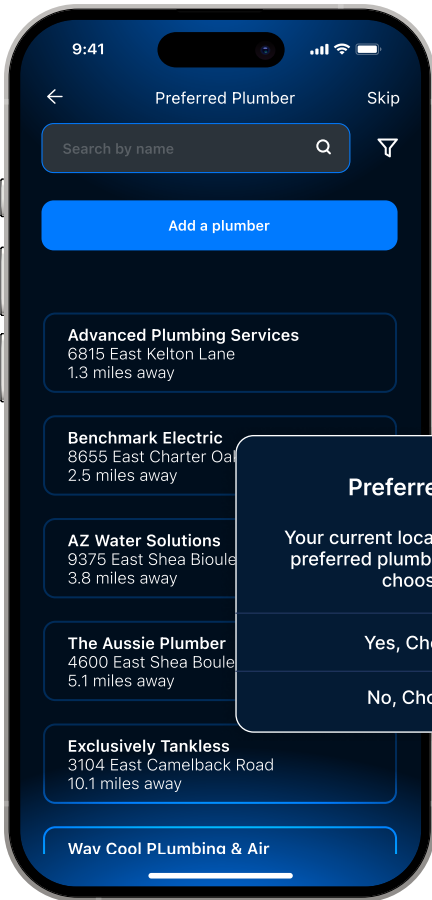 9:41
Preferred Plumber
Skip
Search by name
Add a plumber
Advanced Plumbing Services
6815 East Kelton Lane
1.3 miles away
Benchmark Electric
8655 East Charter Oa
2.5 miles away
AZ Water Solutions
9375 East Shea Bioule
3.8 miles away
The Aussie Plumber
4600 East Shea Boule
5.1 miles away
Preferre
Your current loca
preferred plumb
choos
Yes, Cho
No, Cho
Exclusively Tankless
3104 East Camelback Road
10.1 miles away
Way Cool PLumbing & Air